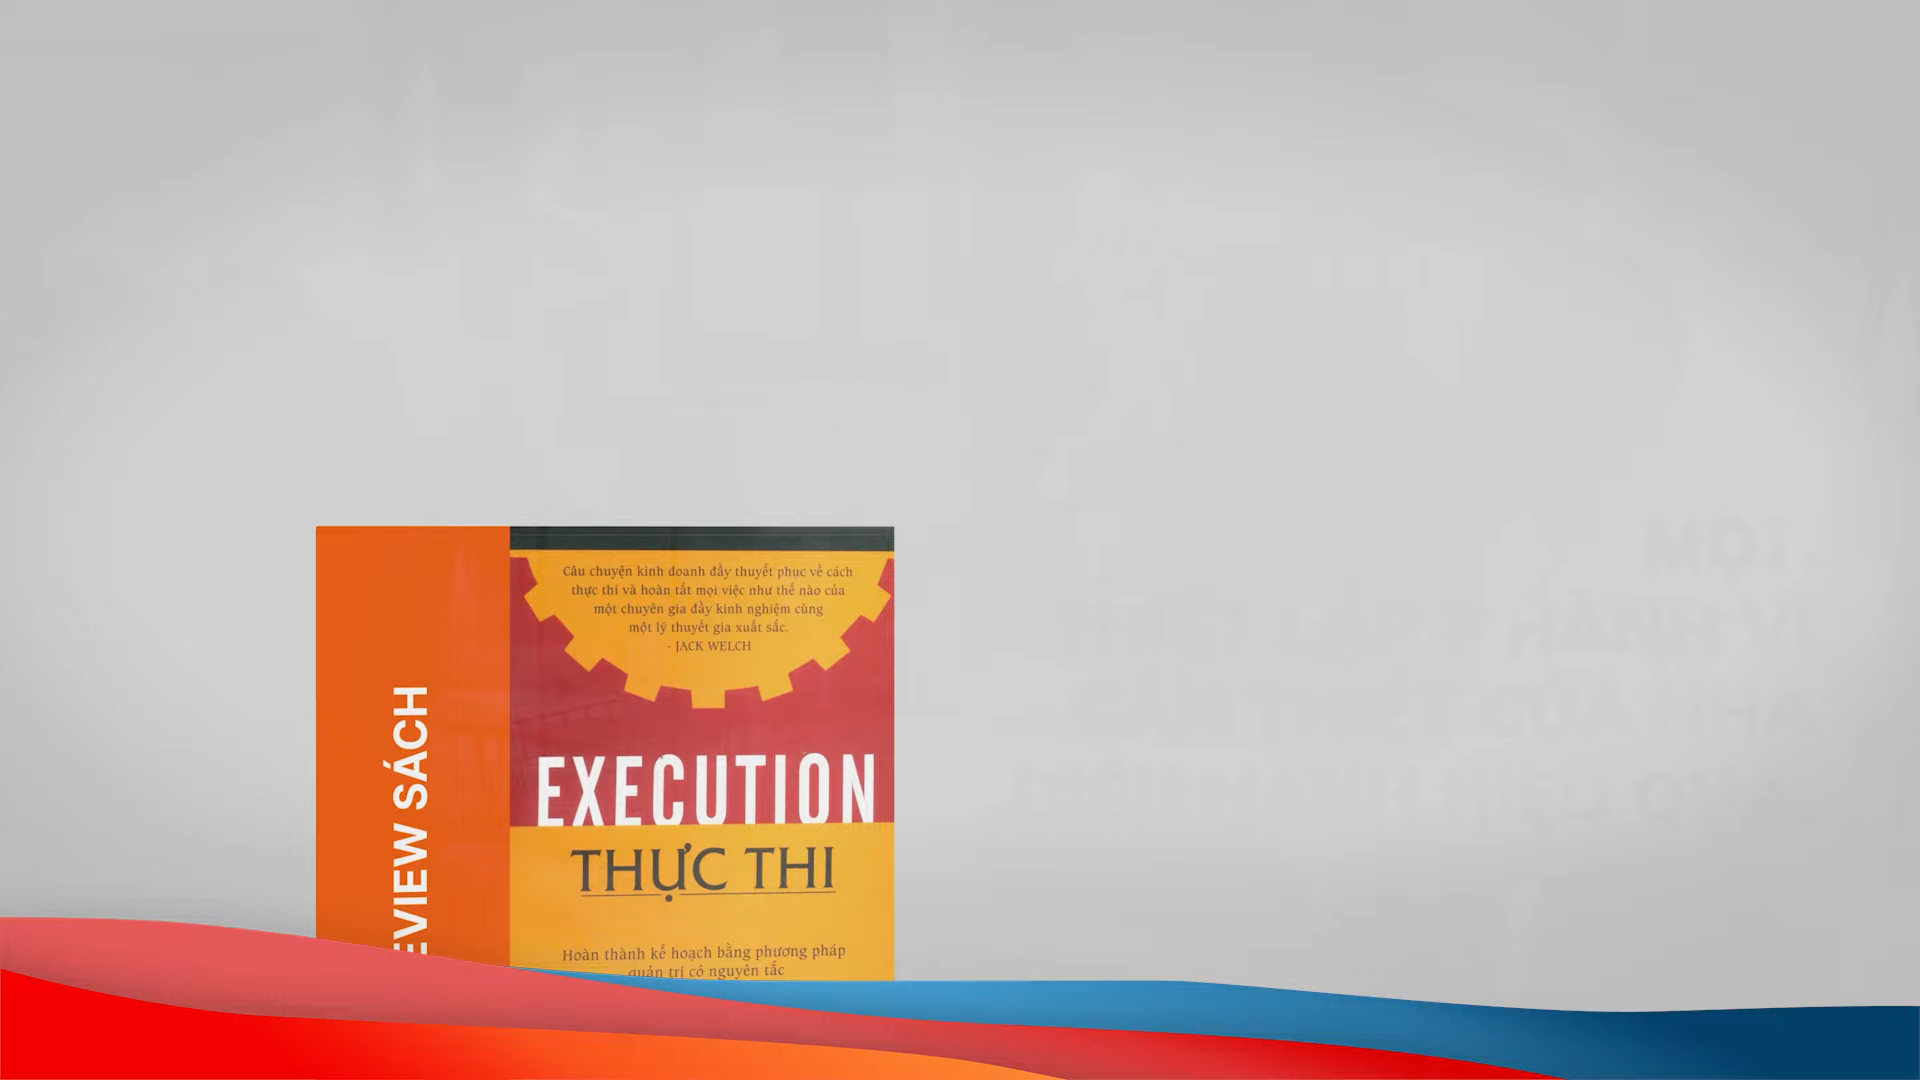 EVIEW SÁCH
Câu chuyện kinh doanh đầy thuyết phục về cách
thực thi và hoàn tất mọi việc như thế nào của
một chuyên gia đầy kinh nghiệm cùng
một lý thuyết gia xuất sắc.
- JACK WELCH
EXECUTION
THỰC THI
Hoàn thành kế hoạch bằng phương pháp
quản trị có nguyên tắc